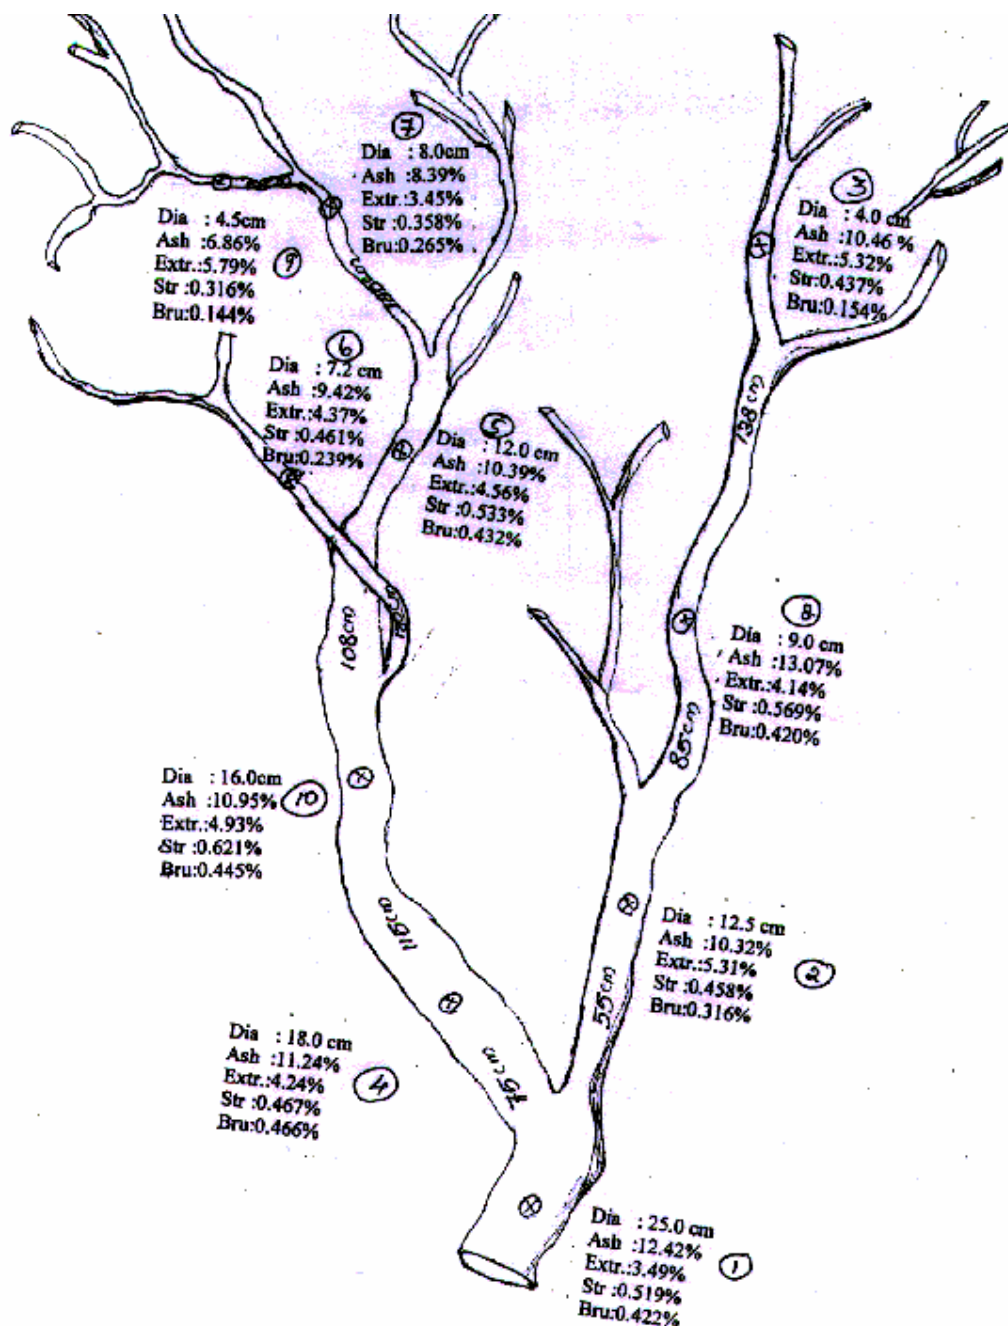 7
Dia : 8.0cm
Ash : 8.39%
Extr.:3.45%
Str :0.358%
Bru:0.265%
3
Dia : 4.0 cm
Ash :10.46 %
Extr.:5.32%
Str:0.437%
Bru:0.154%
9
Dia : 4.5cm
Ash : 6.86%
Extr.:5.79%
Str :0.316%
Bru:0.144%
6
Dia : 7.2 cm
Ash :9.42%
Extr.:4.37%
Str :0.461%
Bru:0.239%
5
Dia : 12.0 cm
Ash :10.39%
Extr.:4.56%
Str :0.533%
Bru:0.432%
138cm
108cm
8
Dia : 9.0 cm
Ash :13.07%
Extr.:4.14%
Str :0.569%
Bru:0.420%
85cm
10
Dia : 16.0cm
Ash :10.95%
Extr.:4.93%
Str :0.621%
Bru:0.445%
115cm
2
Dia : 12.5 cm
Ash :10.32%
Extr.:5.31%
Str :0.458%
Bru:0.316%
55cm
4
Dia : 18.0 cm
Ash :11.24%
Extr.:4.24%
Str :0.467%
Bru:0.466%
75cm
1
Dia : 25.0 cm
Ash :12.42%
Extr.:3.49%
Str :0.519%
Bru:0.422%